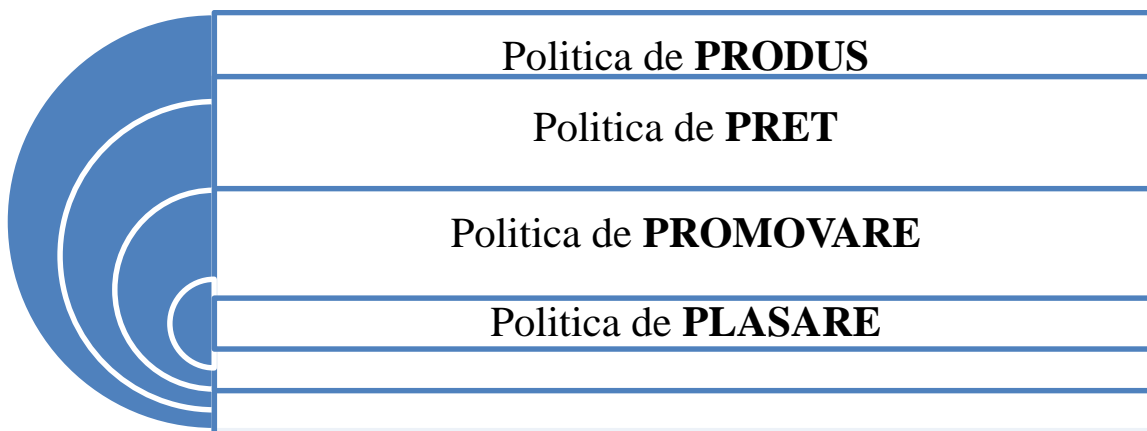 Politica de PRODUS
Politica de PRET
Politica de PROMOVARE
Politica de PLASARE